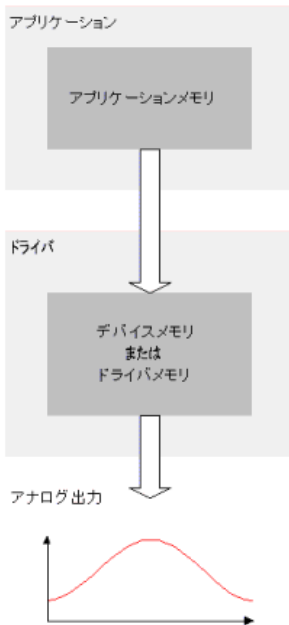 アプリケーション
アプリケーションメモリ
ドライバ
デバイスメモリ
または
ドライバメモリ
アナログ出力